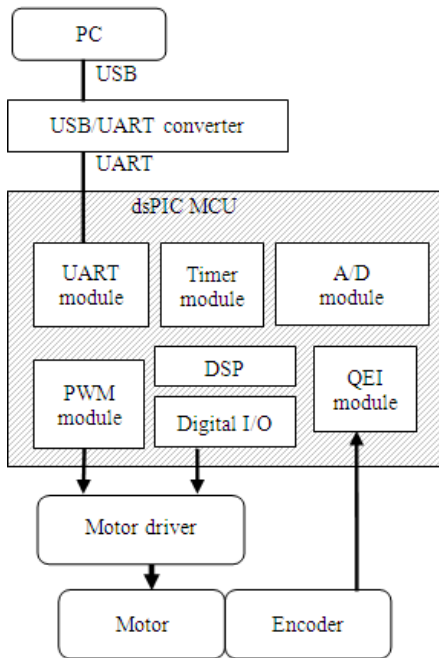 PC
USB
USB/UART converter
UART
dsPIC MCU
UART
module
Timer
module
A/D
module
PWM
module
DSP
Digital I/O
QEI
module
Motor driver
Motor
Encoder